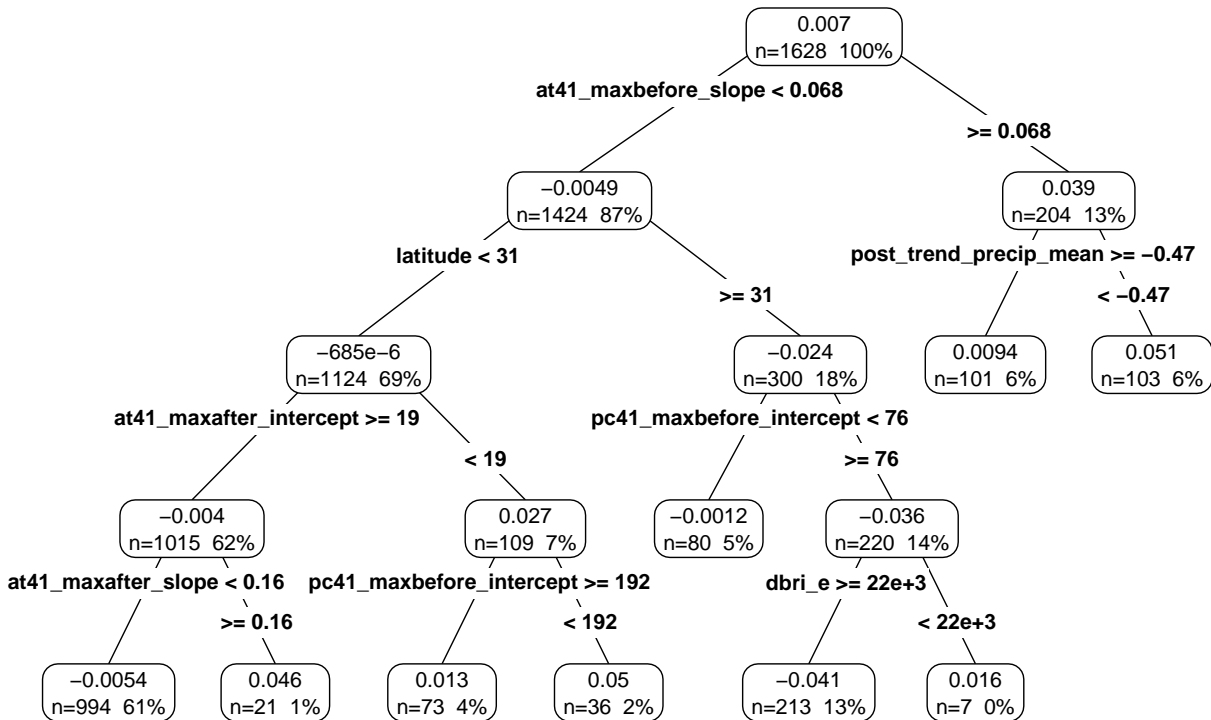 0.007
n=1628  100%
at41_maxbefore_slope < 0.068
>= 0.068
−0.0049
n=1424  87%
0.039
n=204  13%
latitude < 31
>= 31
post_trend_precip_mean >= −0.47
< −0.47
−685e−6
n=1124  69%
−0.024
n=300  18%
0.0094
n=101  6%
0.051
n=103  6%
at41_maxafter_intercept >= 19
< 19
pc41_maxbefore_intercept < 76
>= 76
−0.004
n=1015  62%
0.027
n=109  7%
−0.0012
n=80  5%
−0.036
n=220  14%
at41_maxafter_slope < 0.16
>= 0.16
pc41_maxbefore_intercept >= 192
< 192
dbri_e >= 22e+3
< 22e+3
−0.0054
n=994  61%
0.046
n=21  1%
0.013
n=73  4%
0.05
n=36  2%
−0.041
n=213  13%
0.016
n=7  0%